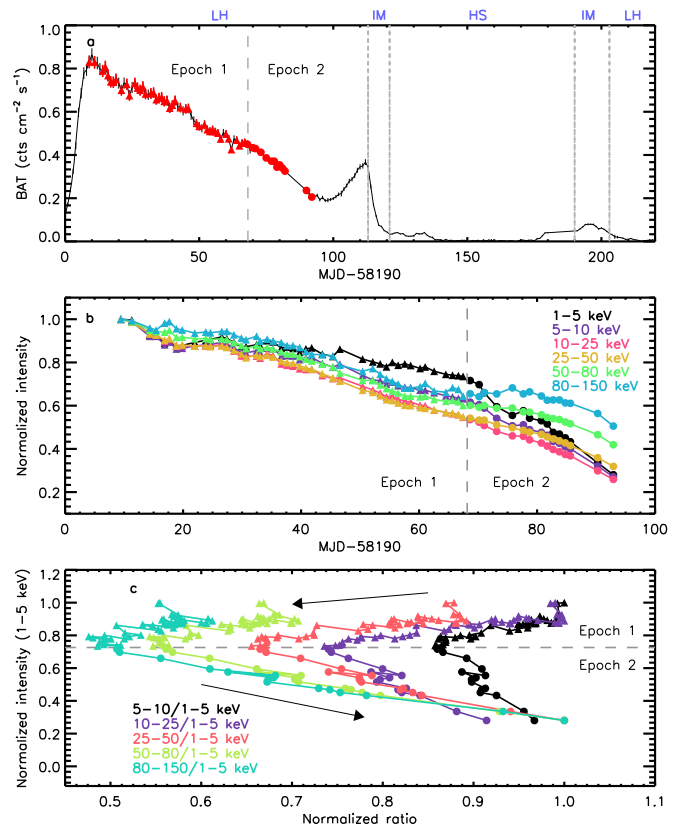 LH IM HS IM LH
1.0
0.8
0.6
0.4
0.2
0.0
BAT (cts cm−2 s−1)
a
Epoch 1
Epoch 2
0 50 100 150 200
MJD−58190
1.2
1.0
0.8
0.6
0.4
0.2
Normalized intensity
b
1−5 keV
5−10 keV
10−25 keV
25−50 keV
50−80 keV
80−150 keV
Epoch 1
Epoch 2
0 20 40 60 80 100
MJD−58190
1.2
1.0
0.8
0.6
0.4
0.2
0.0
Normalized intensity (1−5 keV)
c
Epoch 1
Epoch 2
5−10/1−5 keV
10−25/1−5 keV
25−50/1−5 keV
50−80/1−5 keV
80−150/1−5 keV
0.5 0.6 0.7 0.8 0.9 1.0 1.1
Normalized ratio